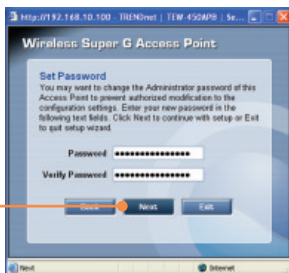 http://192.168.10.100 - TRENDnet | TEW-450APB | Se...
Wireless Super G Access Point
Set Password
You may want to change the Administrator password of this
Access Point to prevent authorized modification to the
configuration settings. Enter your new password in the
following text fields. Click Next to continue with setup or Exit
to quit setup wizard.
Password
Verify Password
Back Next Exit
Next Internet